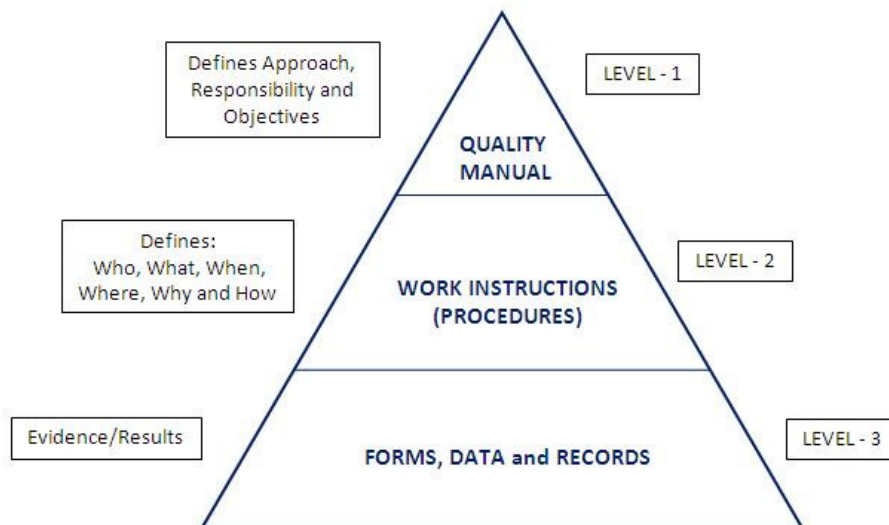 Defines Approach,
Responsibility and
Objectives
LEVEL - 1
QUALITY
MANUAL
Defines:
Who, What, When,
Where, Why and How
LEVEL - 2
WORK INSTRUCTIONS
(PROCEDURES)
Evidence/Results
LEVEL - 3
FORMS, DATA and RECORDS